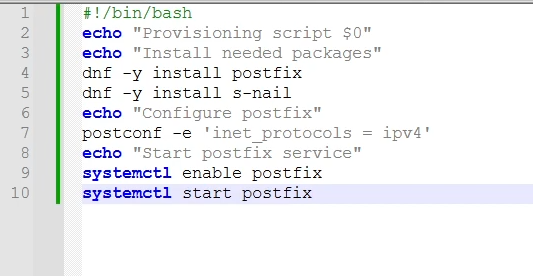 1 #!/bin/bash
2 echo "Provisioning script $0"
3 echo "Install needed packages"
4 dnf -y install postfix
5 dnf -y install s-nail
6 echo "Configure postfix"
7 postconf -e 'inet_protocols = ipv4'
8 echo "Start postfix service"
9 systemctl enable postfix
10 systemctl start postfix